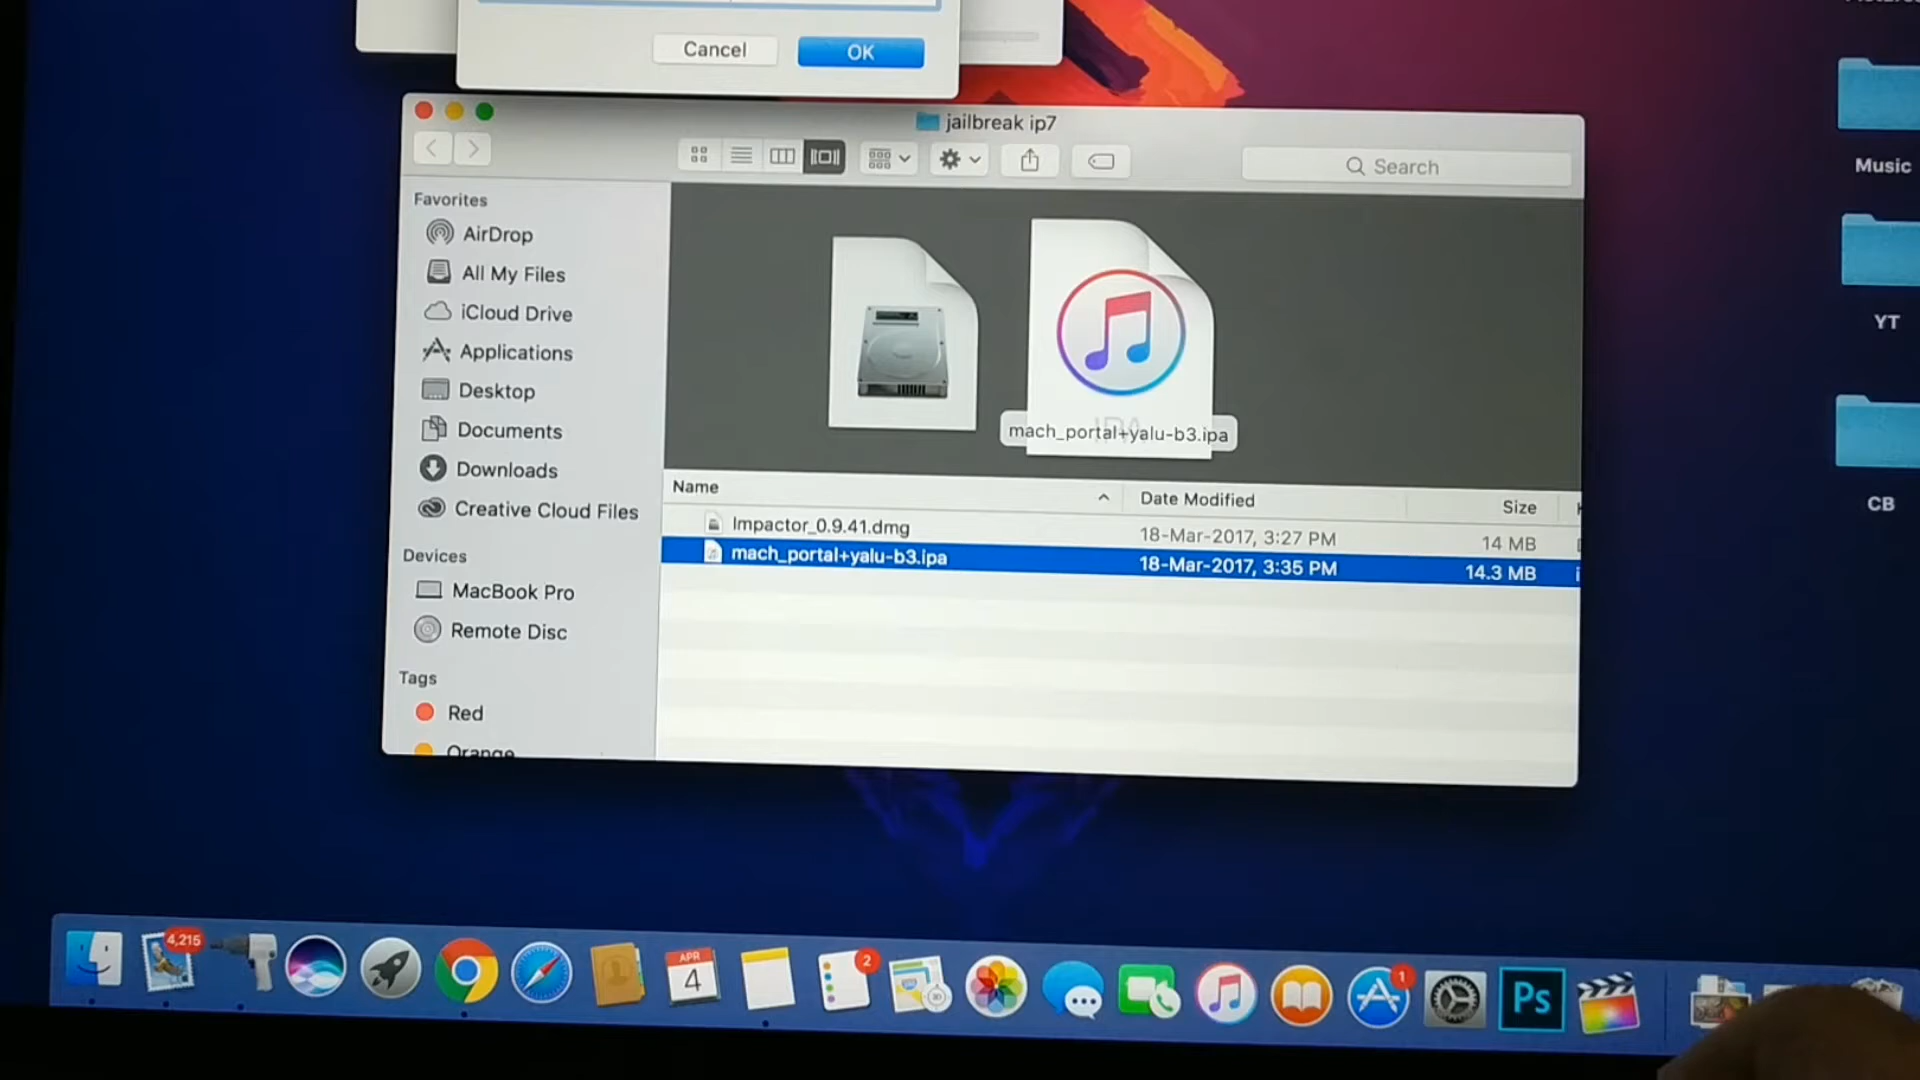 Cancel
OK
jailbreak ip7
Search
Favorites
AirDrop
All My Files
iCloud Drive
Applications
Desktop
Documents
Downloads
Creative Cloud Files
Devices
MacBook Pro
Remote Disc
Tags
Red
Orange
IPA
mach_portal+yalu-b3.ipa
Name
Date Modified
Size
Impactor_0.9.41.dmg
18-Mar-2017, 3:27 PM
14 MB
mach_portal+yalu-b3.ipa
18-Mar-2017, 3:35 PM
14.3 MB
Music
YT
CB
4,215
APR
4
2
1
Ps